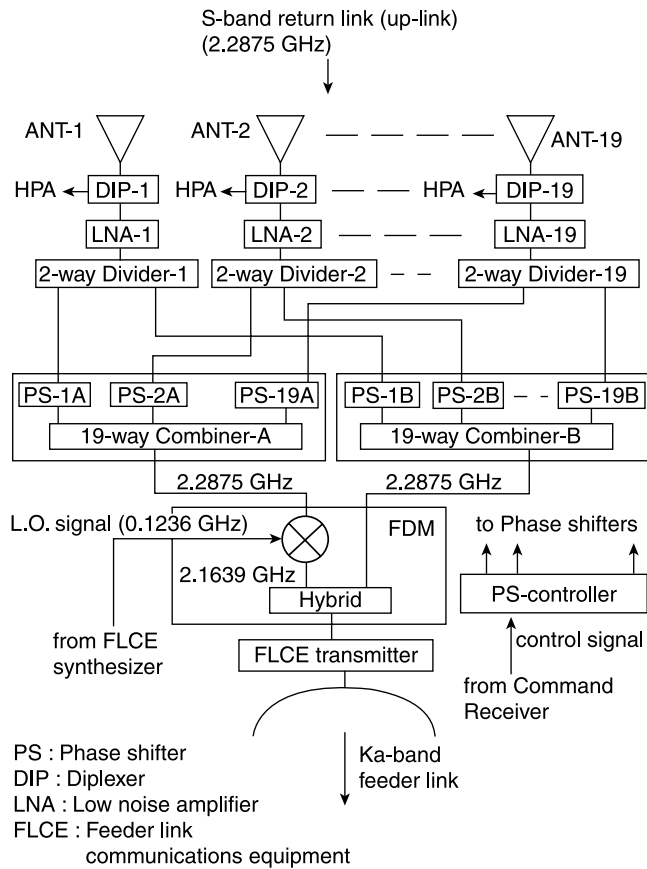 S-band return link (up-link)
(2.2875 GHz)
ANT-1
ANT-2
ANT-19
HPA
DIP-1
HPA
DIP-2
HPA
DIP-19
LNA-1
LNA-2
LNA-19
2-way Divider-1
2-way Divider-2
2-way Divider-19
PS-1A
PS-2A
PS-19A
PS-1B
PS-2B
PS-19B
19-way Combiner-A
19-way Combiner-B
2.2875 GHz
2.2875 GHz
L.O. signal (0.1236 GHz)
FDM
to Phase shifters
2.1639 GHz
Hybrid
PS-controller
from FLCE
synthesizer
FLCE transmitter
control signal
from Command
Receiver
Ka-band
feeder link
PS : Phase shifter
DIP : Diplexer
LNA : Low noise amplifier
FLCE : Feeder link
communications equipment